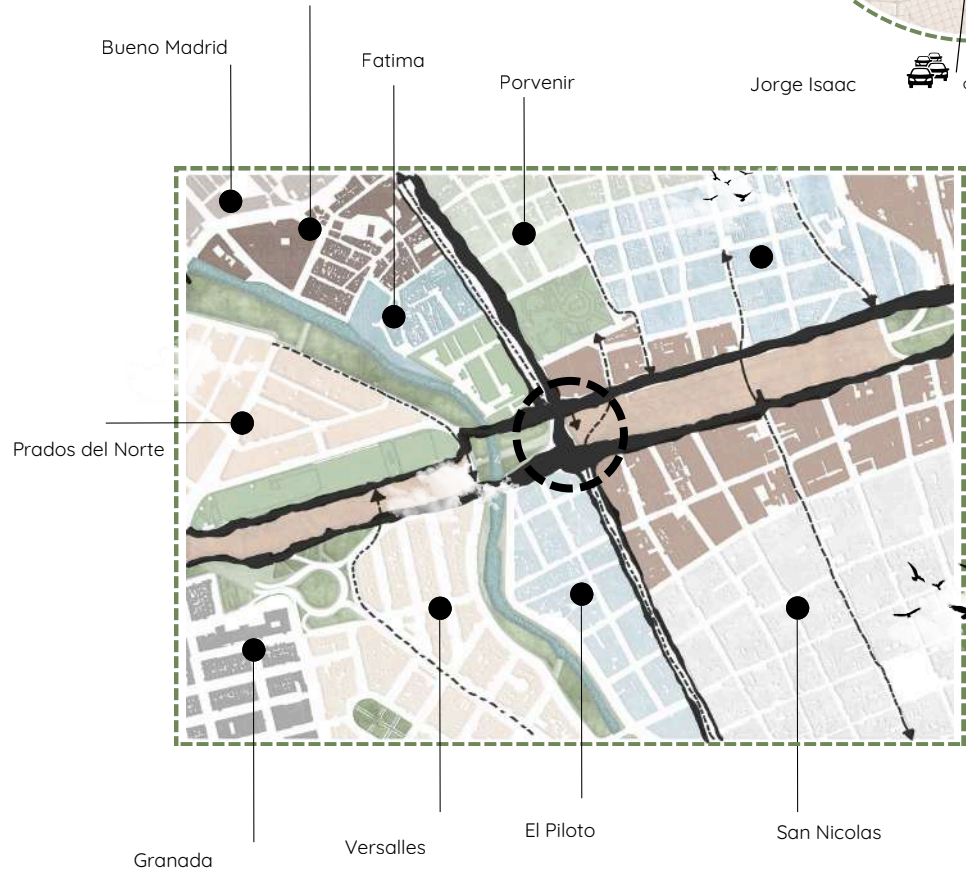 Bueno Madrid
Fatima
Porvenir
Jorge Isaac
Prados del Norte
Granada
Versalles
El Piloto
San Nicolas